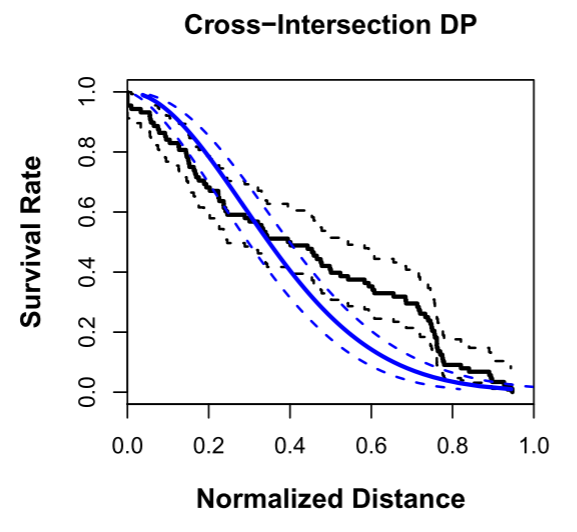 Cross−Intersection DP
Survival Rate
1.0
0.8
0.6
0.4
0.2
0.0
0.0 0.2 0.4 0.6 0.8 1.0
Normalized Distance